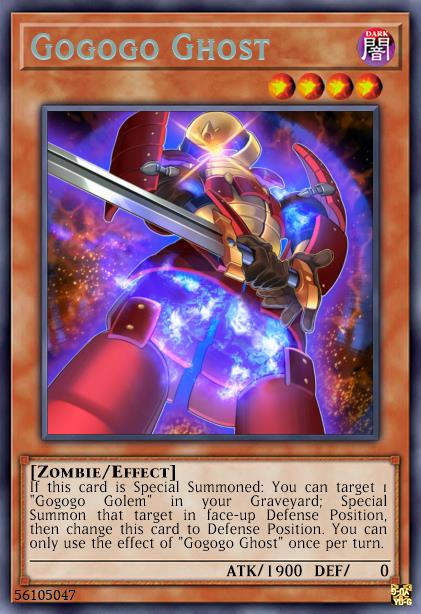 Gogogo Ghost
DARK
闇
[Zombie/Effect]
If this card is Special Summoned: You can target 1
"Gogogo Golem" in your Graveyard; Special
Summon that target in face-up Defense Position,
then change this card to Defense Position. You can
only use the effect of "Gogogo Ghost" once per turn.
ATK/1900 DEF/ 0
56105047